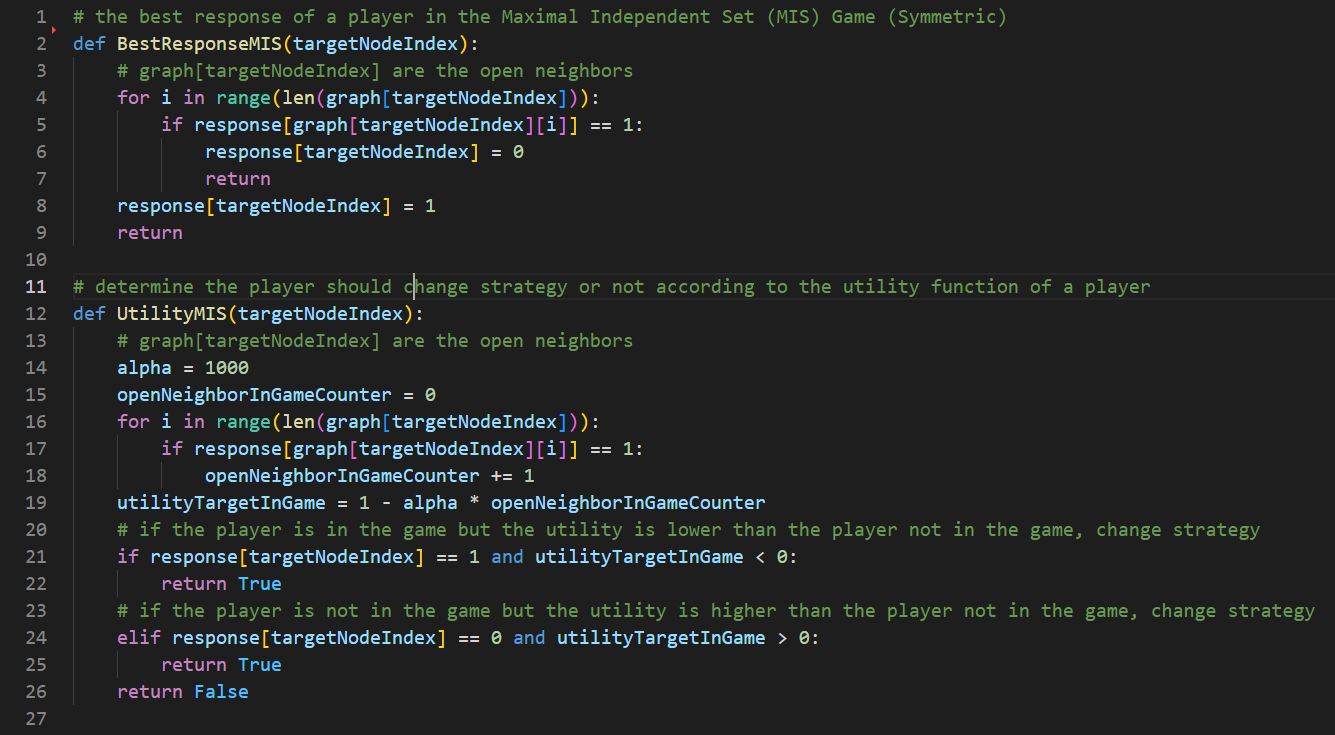 1 # the best response of a player in the Maximal Independent Set (MIS) Game (Symmetric)
2 def BestResponseMIS(targetNodeIndex):
3     # graph[targetNodeIndex] are the open neighbors
4     for i in range(len(graph[targetNodeIndex])):
5         if response[graph[targetNodeIndex][i]] == 1:
6             response[targetNodeIndex] = 0
7             return
8     response[targetNodeIndex] = 1
9     return
10
11 # determine the player should change strategy or not according to the utility function of a player
12 def UtilityMIS(targetNodeIndex):
13     # graph[targetNodeIndex] are the open neighbors
14     alpha = 1000
15     openNeighborInGameCounter = 0
16     for i in range(len(graph[targetNodeIndex])):
17         if response[graph[targetNodeIndex][i]] == 1:
18             openNeighborInGameCounter += 1
19     utilityTargetInGame = 1 - alpha * openNeighborInGameCounter
20     # if the player is in the game but the utility is lower than the player not in the game, change strategy
21     if response[targetNodeIndex] == 1 and utilityTargetInGame < 0:
22         return True
23     # if the player is not in the game but the utility is higher than the player not in the game, change strategy
24     elif response[targetNodeIndex] == 0 and utilityTargetInGame > 0:
25         return True
26     return False
27